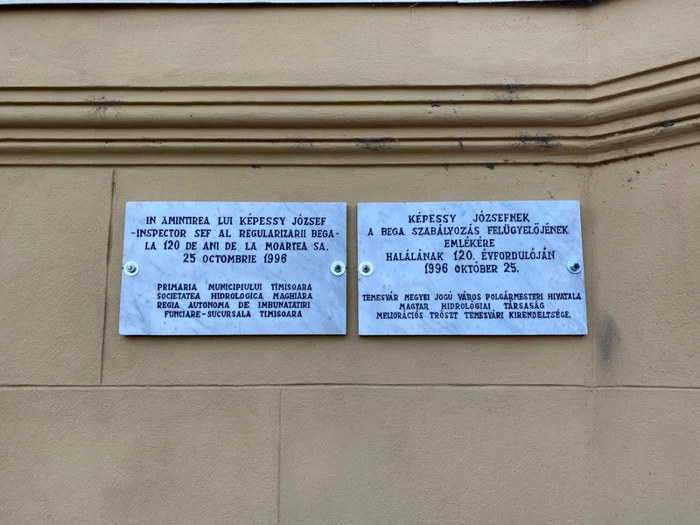 IN AMINTIREA LUI KÉPESSY JÓZSEF
-INSPECTOR SEF AL REGULARIZARII BEGA-
LA 120 DE ANI DE LA MOARTEA SA.
25 OCTOMBRIE 1996
PRIMARIA MUNICIPIULUI TIMISOARA
SOCIETATEA HIDROLOGICA MAGHIARA
REGIA AUTONOMA DE IMBUNATATIRI
FUNCIARE-SUCURSALA TIMISOARA
KÉPESSY JÓZSEFNEK
A BEGA SZABÁLYOZÁS FELÜGYELŐJÉNEK
EMLÉKÉRE
HALÁLÁNAK 120. ÉVFORDULÓJÁN
1996 OKTÓBER 25.
TEMESVÁR MEGYEI JOGÚ VÁROS POLGÁRMESTERI HIVATALA
MAGYAR HIDROLÓGIAI TÁRSASÁG
MELIORÁCIÓS TRÖSZT TEMESVÁRI KIRENDELTSÉGE.